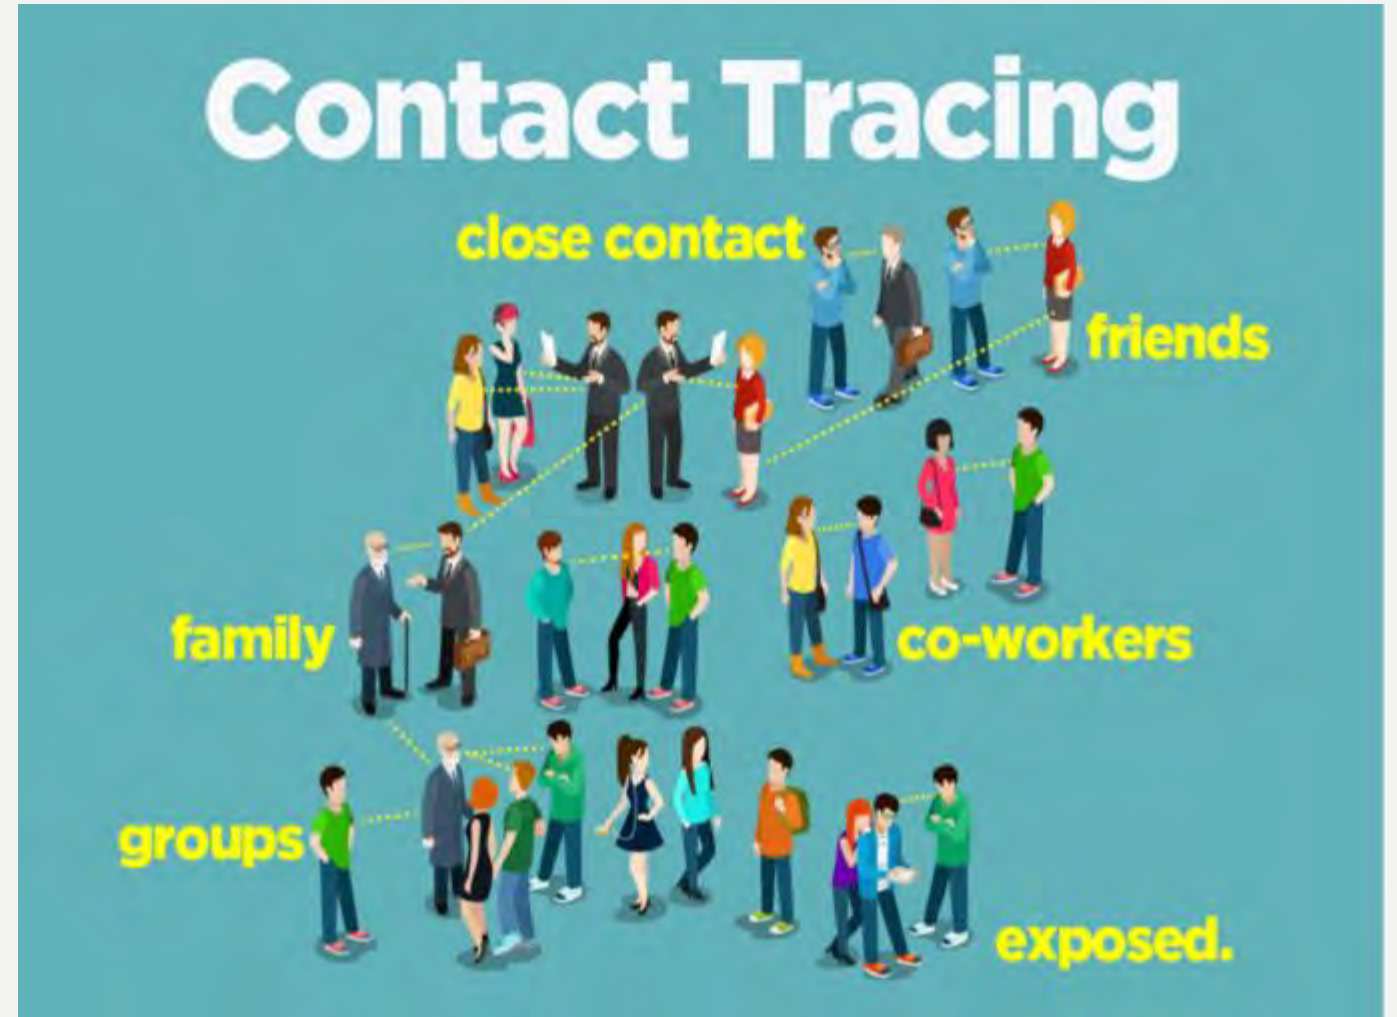 Contact Tracing
close contact
friends
family
co-workers
groups
exposed.